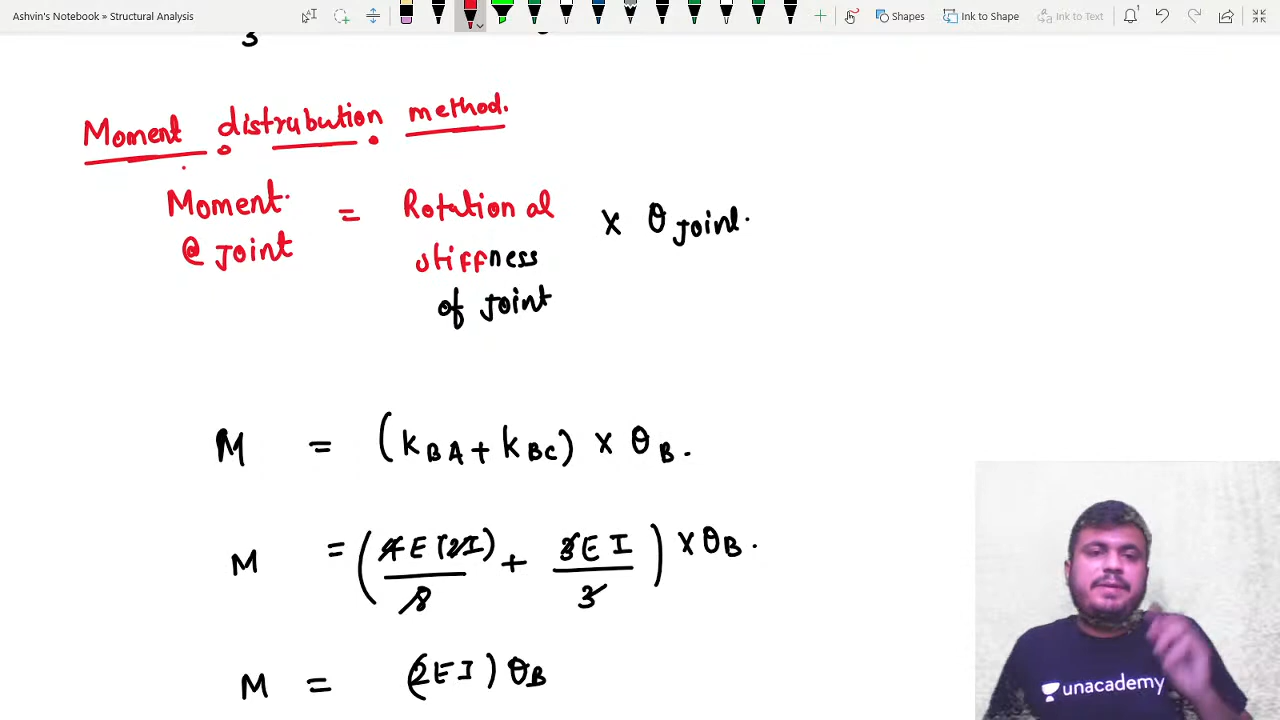 Ashvin's Notebook » Structural Analysis
Shapes
Ink to Shape
Ink to Text
Moment distrubution method.
Moment = Rotational × θ Joint.
@ Joint stiffness
of Joint
M = (KBA + KBC) × θB.
M = (4E(2I)/8 + 3EI/3) × θB.
M = (2EI) θB
unacademy